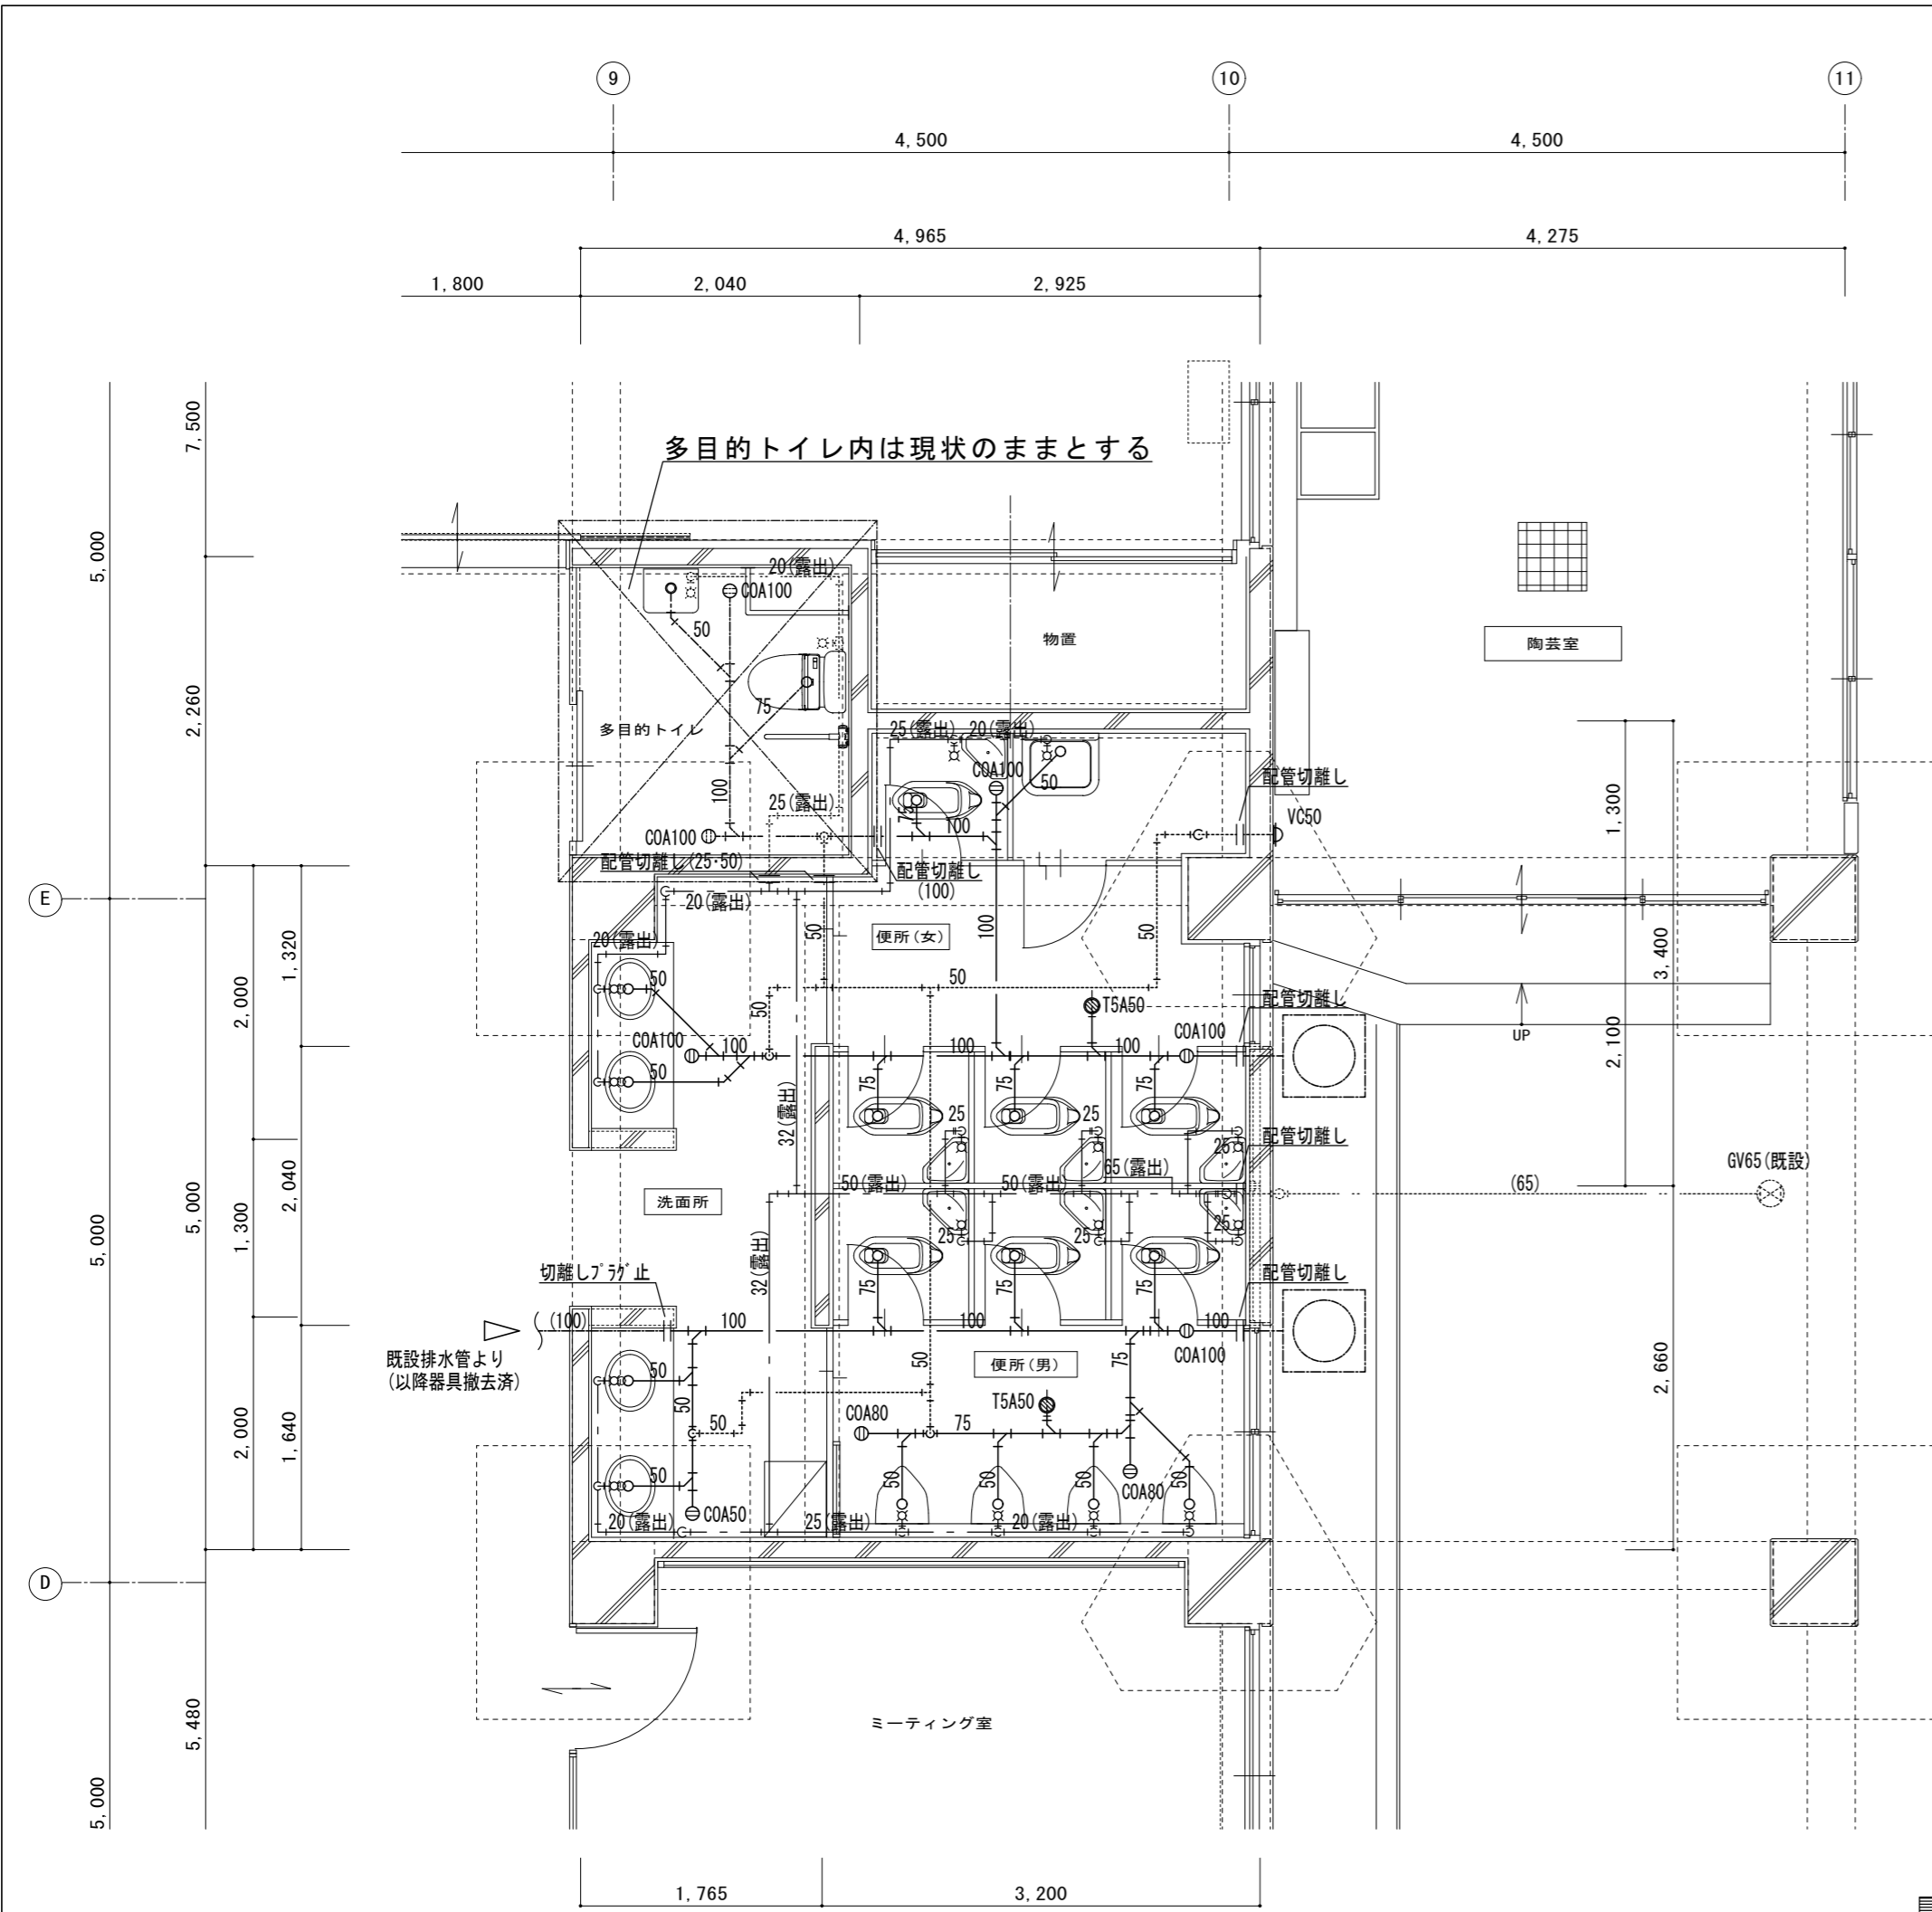 9
10
11
4,500
4,500
4,965
4,275
1,800
2,040
2,925
7,500
多目的トイレ内は現状のままとする
5,000
20(露出)
COA100
50
物置
陶芸室
2,260
75
多目的トイレ
25(露出)
20(露出)
COA100
50
配管切離し
100
75
25(露出)
100
VC50
1,300
COA100
配管切離し(25·50)
配管切離し
(100)
E
20(露出)
20(露出)
50
便所(女)
100
50
1,320
3,400
50
50
2,000
50
T5A50
配管切離し
COA100
100
100
100
COA100
UP
50
2,100
75
75
75
32(露出)
25
25
25
配管切離し
2,040
65(露出)
GV65(既設)
50(露出)
50(露出)
(65)
洗面所
5,000
5,000
1,300
25
25
25
32(露出)
切離しプラグ止
配管切離し
75
75
75
(100)
100
100
100
既設排水管より
(以降器具撤去済)
50
50
便所(男)
75
COA100
2,660
50
T5A50
COA80
50
75
2,000
1,640
50
50
50
50
50
COA80
COA50
20(露出)
25(露出)
20(露出)
D
5,480
ミーティング室
5,000
1,765
3,200